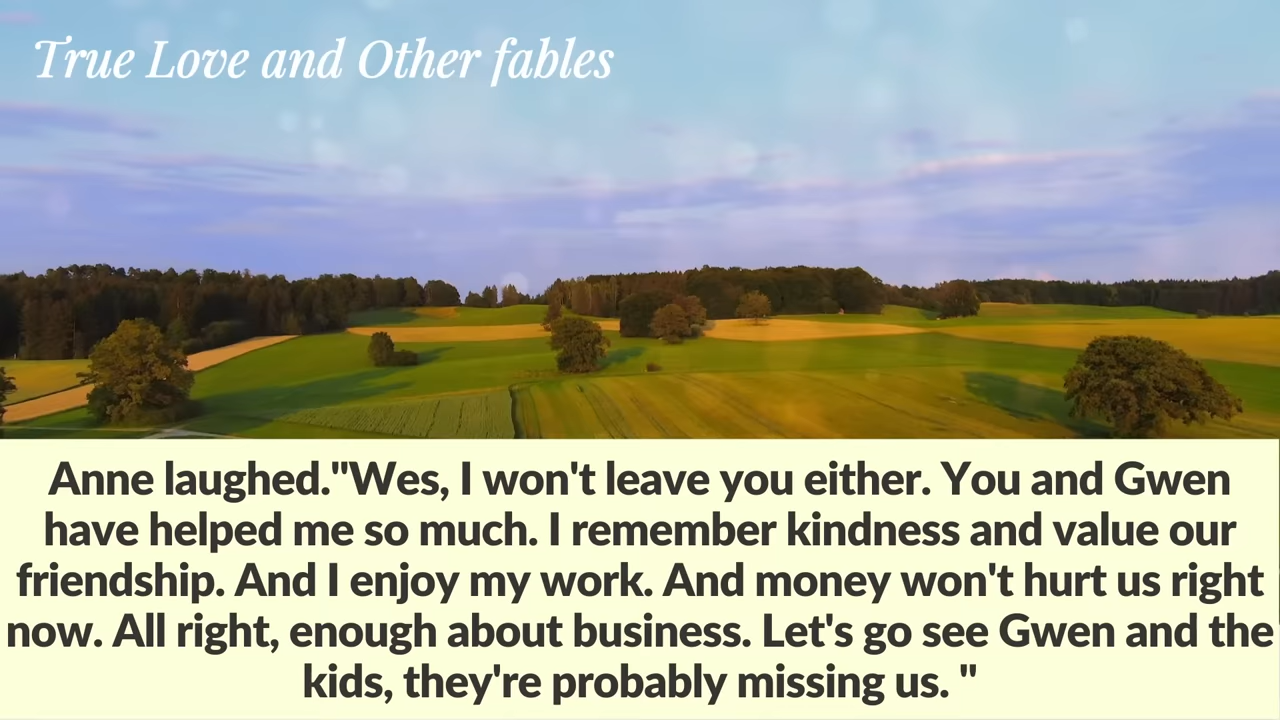 True Love and Other fables
Anne laughed."Wes, I won't leave you either. You and Gwen
have helped me so much. I remember kindness and value our
friendship. And I enjoy my work. And money won't hurt us right
now. All right, enough about business. Let's go see Gwen and the
kids, they're probably missing us. "